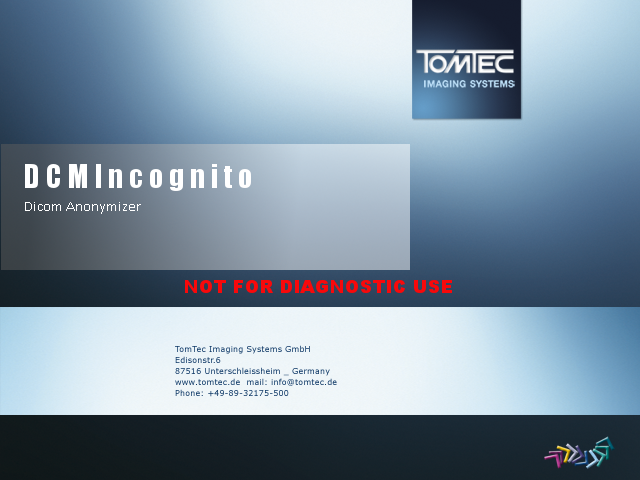 TOMTEC
IMAGING SYSTEMS
DCMIncognito
Dicom Anonymizer
NOT FOR DIAGNOSTIC USE
TomTec Imaging Systems GmbH
Edisonstr.6
87516 Unterschleissheim _ Germany
www.tomtec.de  mail: info@tomtec.de
Phone: +49-89-32175-500